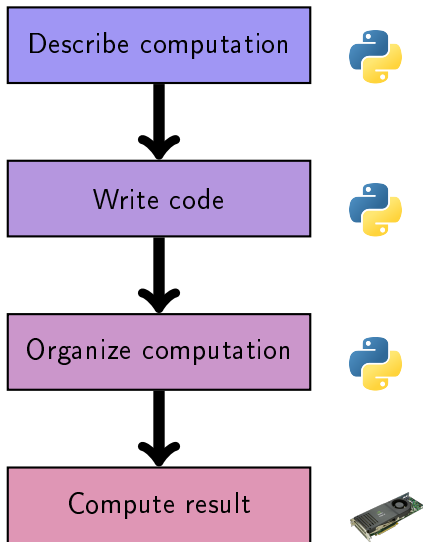 Describe computation
Write code
Organize computation
Compute result